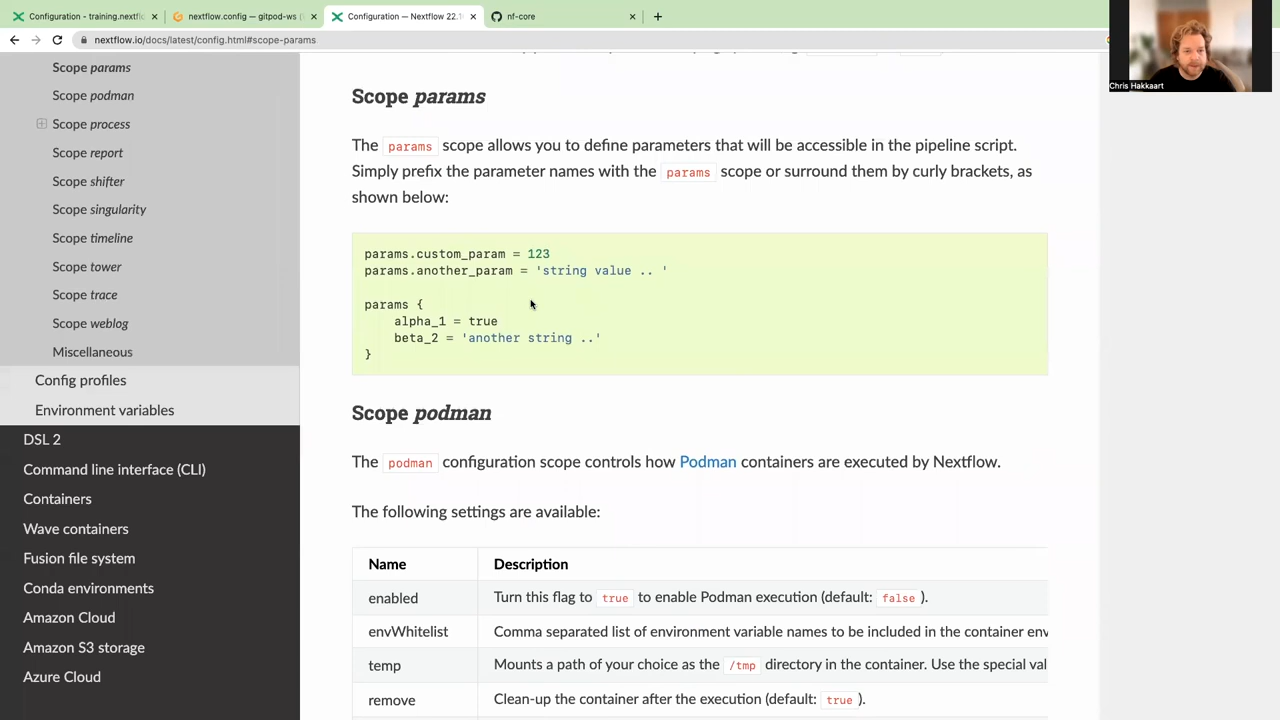 Configuration - training.nextfl
nextflow.config — gitpod-ws [
Configuration — Nextflow 22.1
nf-core
nextflow.io/docs/latest/config.html#scope-params
Chris Hakkaart
Scope params
Scope podman
Scope process
Scope report
Scope shifter
Scope singularity
Scope timeline
Scope tower
Scope trace
Scope weblog
Miscellaneous
Config profiles
Environment variables
DSL 2
Command line interface (CLI)
Containers
Wave containers
Fusion file system
Conda environments
Amazon Cloud
Amazon S3 storage
Azure Cloud
Scope params
The params scope allows you to define parameters that will be accessible in the pipeline script.
Simply prefix the parameter names with the params scope or surround them by curly brackets, as
shown below:
params.custom_param = 123
params.another_param = 'string value .. '
params {
alpha_1 = true
beta_2 = 'another string ..'
}
Scope podman
The podman configuration scope controls how Podman containers are executed by Nextflow.
The following settings are available:
Name Description
enabled Turn this flag to true to enable Podman execution (default: false ).
envWhitelist Comma separated list of environment variable names to be included in the container env
temp Mounts a path of your choice as the /tmp directory in the container. Use the special val
remove Clean-up the container after the execution (default: true ).